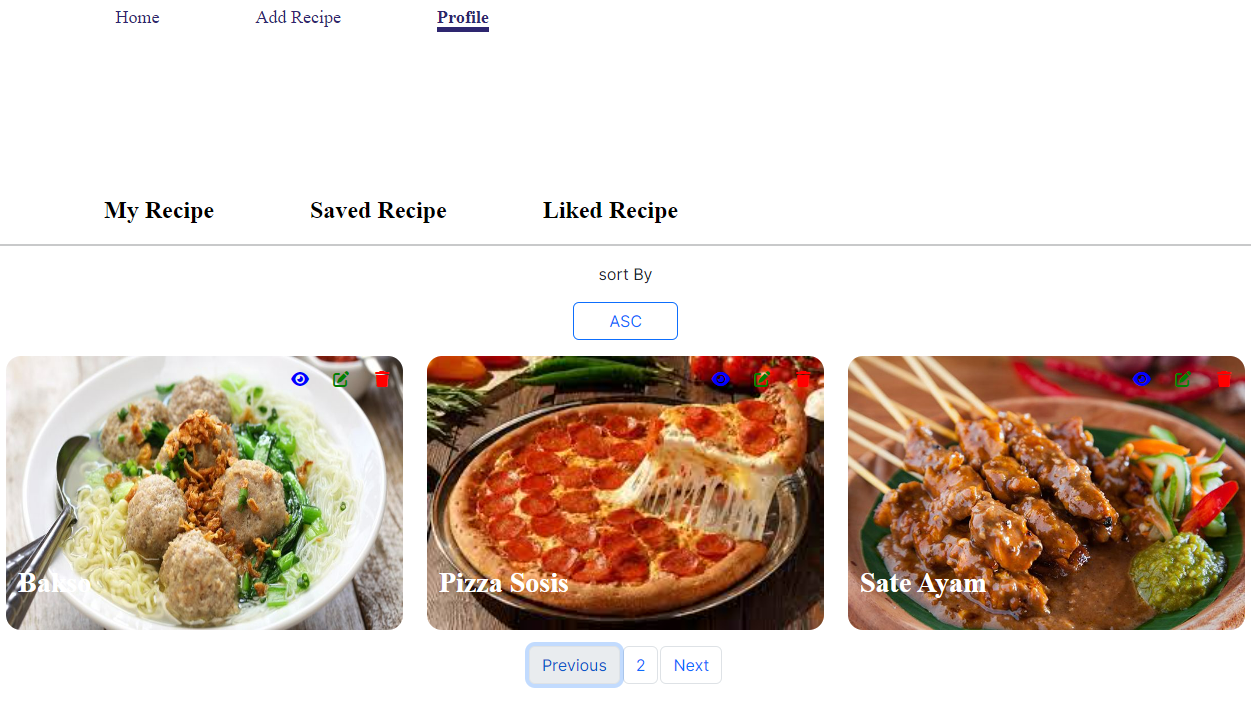 Home Add Recipe Profile
My Recipe Saved Recipe Liked Recipe
sort By
ASC
Bakso Pizza Sosis Sate Ayam
Previous 2 Next